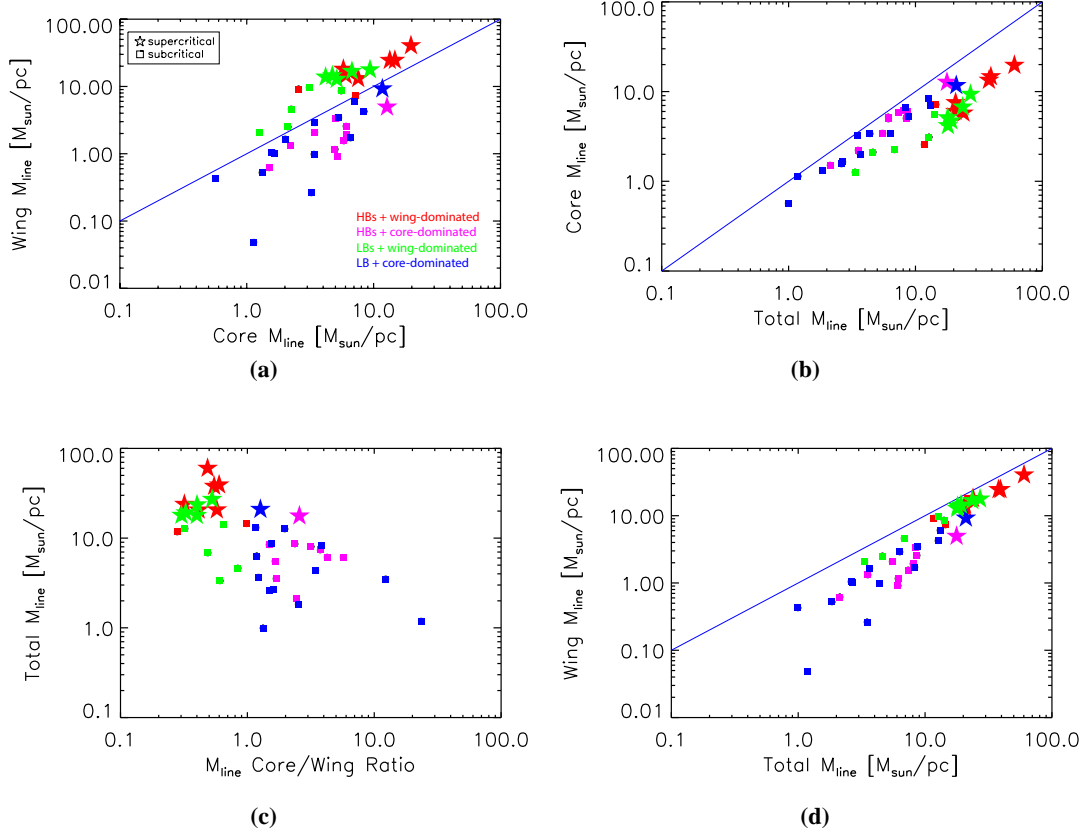 100.00
10.00
1.00
0.10
0.01
Wing M_line [M_sun/pc]
☆ supercritical
□ subcritical
HBs + wing-dominated
HBs + core-dominated
LBs + wing-dominated
LB + core-dominated
0.1 1.0 10.0 100.0
Core M_line [M_sun/pc]
(a)
100.0
10.0
1.0
0.1
Core M_line [M_sun/pc]
0.1 1.0 10.0 100.0
Total M_line [M_sun/pc]
(b)
100.0
10.0
1.0
0.1
Total M_line [M_sun/pc]
0.1 1.0 10.0 100.0
M_line Core/Wing Ratio
(c)
100.00
10.00
1.00
0.10
0.01
Wing M_line [M_sun/pc]
0.1 1.0 10.0 100.0
Total M_line [M_sun/pc]
(d)